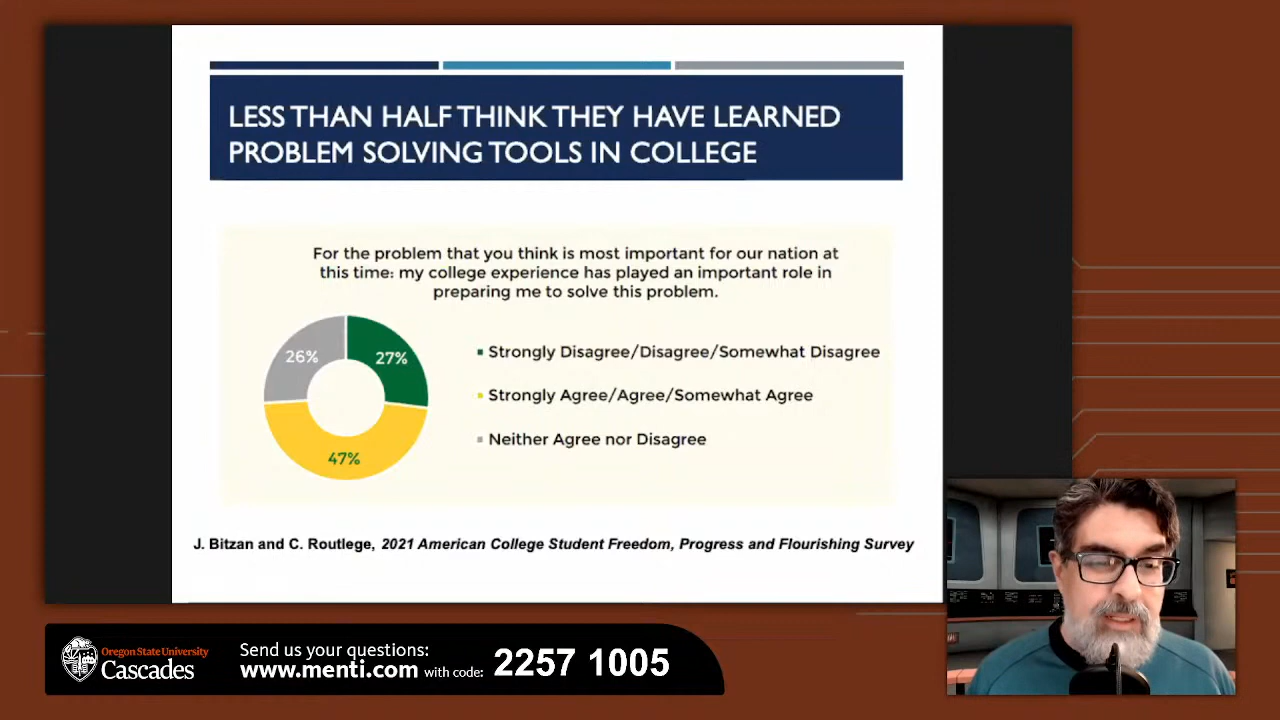 LESS THAN HALF THINK THEY HAVE LEARNED
PROBLEM SOLVING TOOLS IN COLLEGE
For the problem that you think is most important for our nation at
this time: my college experience has played an important role in
preparing me to solve this problem.
26%
27%
47%
Strongly Disagree/Disagree/Somewhat Disagree
Strongly Agree/Agree/Somewhat Agree
Neither Agree nor Disagree
J. Bitzan and C. Routlege, 2021 American College Student Freedom, Progress and Flourishing Survey
Oregon State University
Cascades
Send us your questions:
www.menti.com with code: 2257 1005